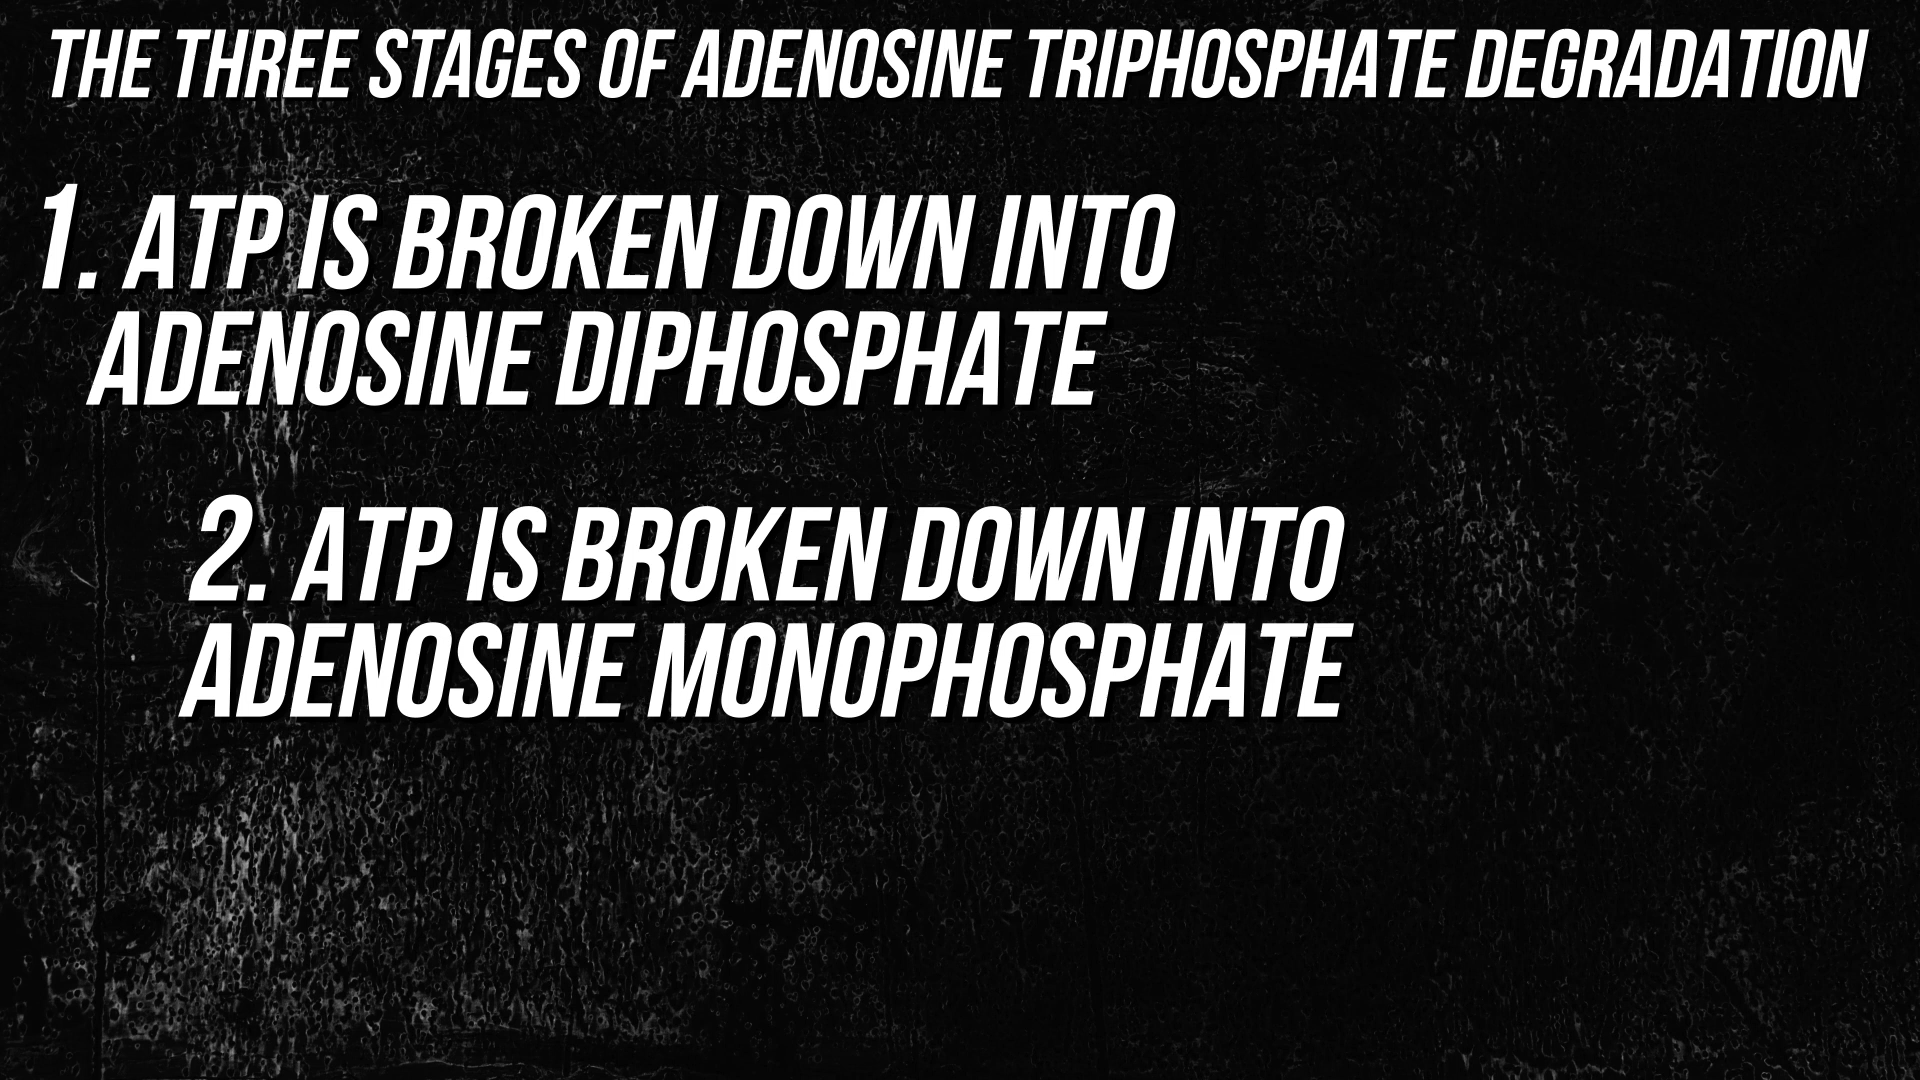 THE THREE STAGES OF ADENOSINE TRIPHOSPHATE DEGRADATION
1. ATP IS BROKEN DOWN INTO
ADENOSINE DIPHOSPHATE
2. ATP IS BROKEN DOWN INTO
ADENOSINE MONOPHOSPHATE